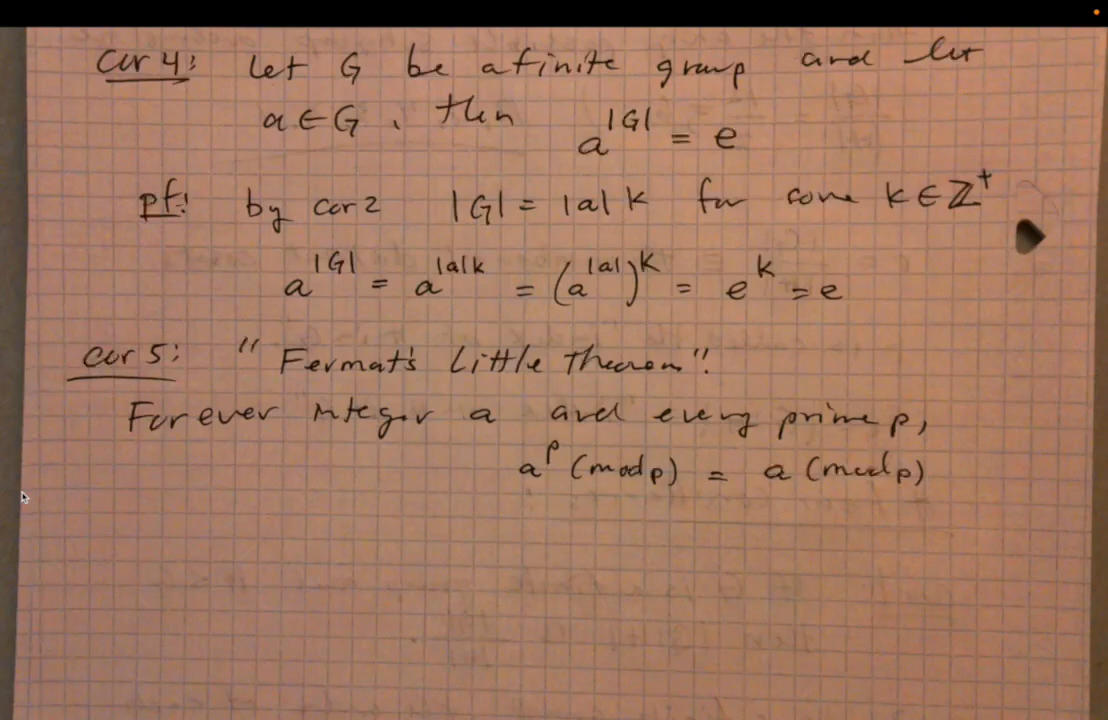 cor 4: Let G be a finite group and let
a ∈ G, then a^|G| = e
pf: by cor 2 |G| = |a| k for some k ∈ ℤ⁺
a^|G| = a^|a|k = (a^|a|)^k = e^k = e
cor 5: "Fermat's Little Theorem":
For ever integer a and every prime p,
a^p (mod p) = a (mod p)